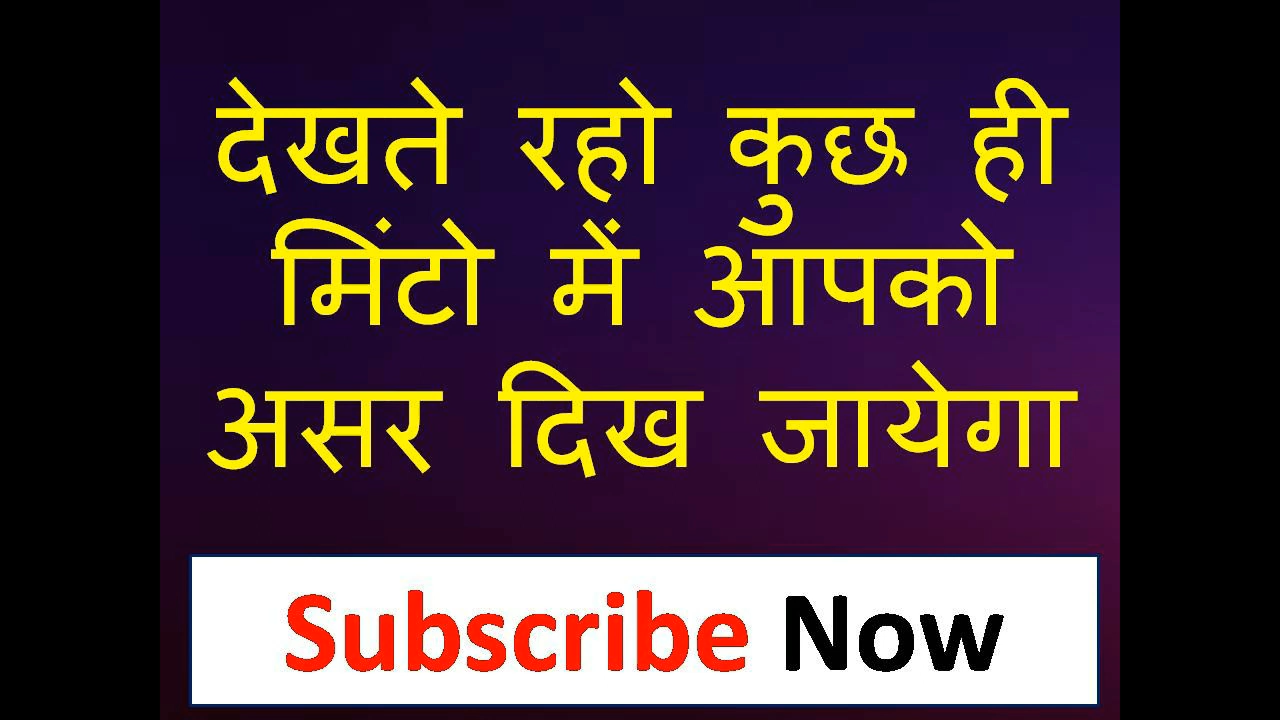 देखते रहो कुछ ही
मिंटो में आपको
असर दिख जायेगा
Subscribe Now